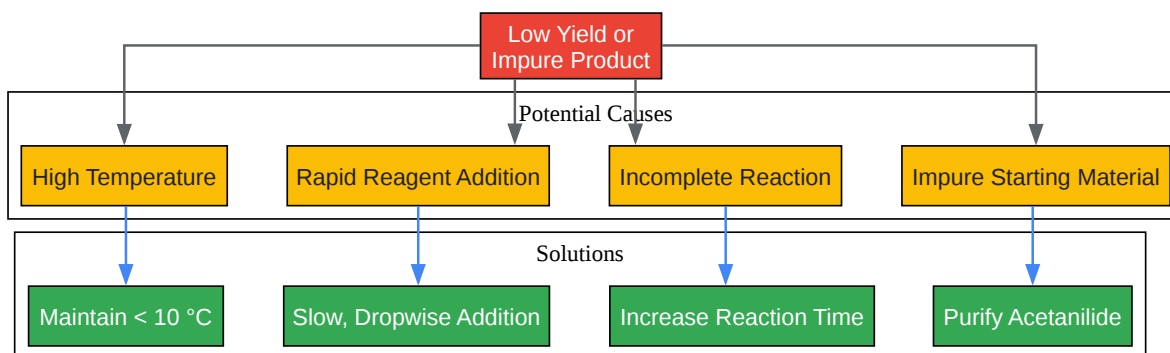 Low Yield or
Impure Product
Potential Causes
High Temperature
Rapid Reagent Addition
Incomplete Reaction
Impure Starting Material
Solutions
Maintain < 10 °C
Slow, Dropwise Addition
Increase Reaction Time
Purify Acetanilide